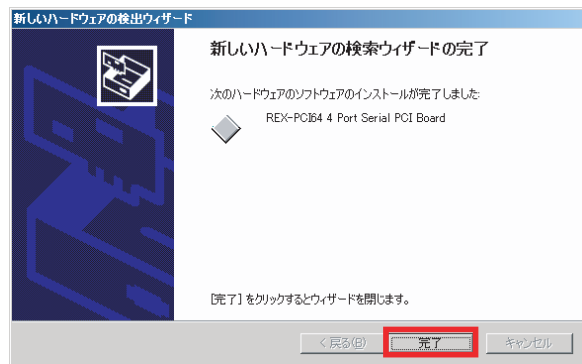 新しいハードウェアの検出ウィザード
新しいハードウェアの検索ウィザードの完了
次のハードウェアのソフトウェアのインストールが完了しました:
REX-PCI64 4 Port Serial PCI Board
[完了] をクリックするとウィザードを閉じます。
< 戻る(B) 完了 キャンセル